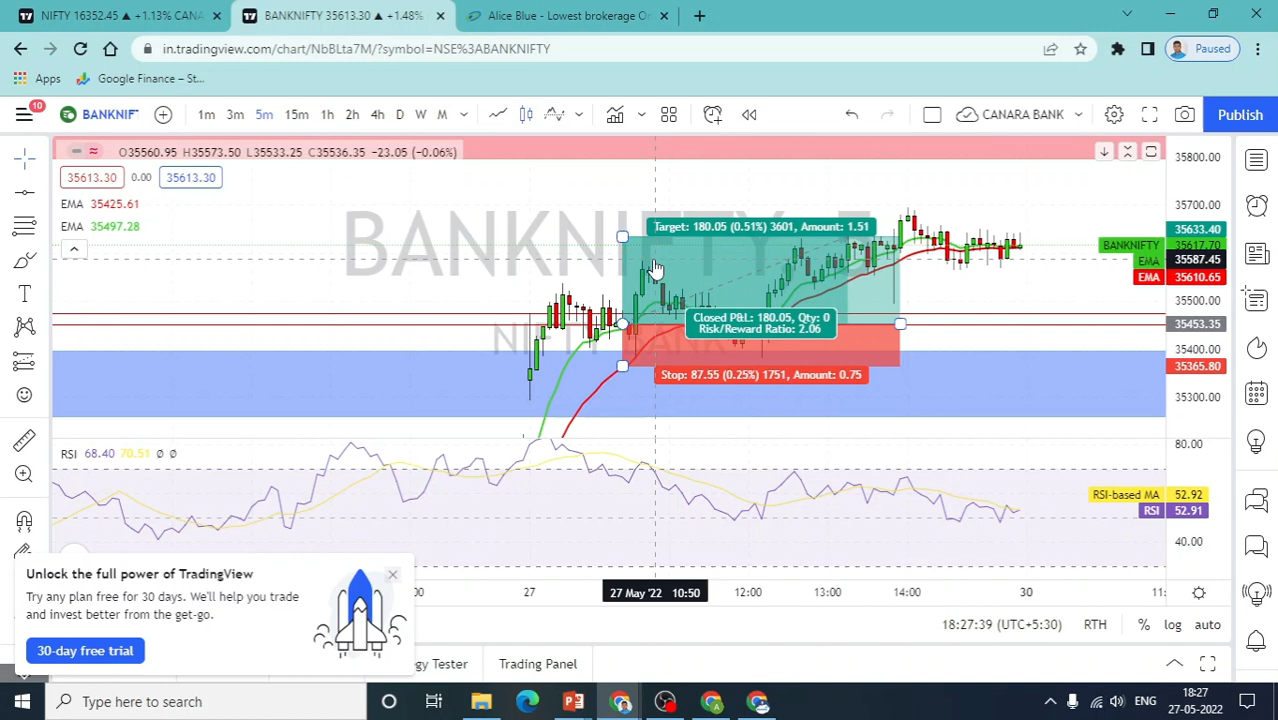 NIFTY 16352.45 ▲ +1.13% CANA
BANKNIFTY 35613.30 ▲ +1.48%
Alice Blue - Lowest brokerage On
in.tradingview.com/chart/NbBLta7M/?symbol=NSE%3ABANKNIFTY
Paused
Apps
Google Finance – St...
10
BANKNIF
1m 3m 5m 15m 1h 2h 4h D W M
CANARA BANK
Publish
O35560.95 H35573.50 L35533.25 C35536.35 −23.05 (−0.06%)
35613.30 0.00 35613.30
EMA 35425.61
EMA 35497.28
BANKNIFTY
Target: 180.05 (0.51%) 3601, Amount: 1.51
Closed P&L: 180.05, Qty: 0
Risk/Reward Ratio: 2.06
Stop: 87.55 (0.25%) 1751, Amount: 0.75
35800.00
35700.00
35633.40
BANKNIFTY 35617.70
EMA 35587.45
EMA 35610.65
35500.00
35453.35
35400.00
35365.80
35300.00
RSI 68.40 70.51 Ø Ø
80.00
RSI-based MA 52.92
RSI 52.91
40.00
:00 27 27 May '22 10:50 12:00 13:00 14:00 30 11:
Unlock the full power of TradingView
Try any plan free for 30 days. We'll help you trade
and invest better from the get-go.
30-day free trial
18:27:39 (UTC+5:30) RTH % log auto
gy Tester Trading Panel
Type here to search
ENG
18:27
27-05-2022